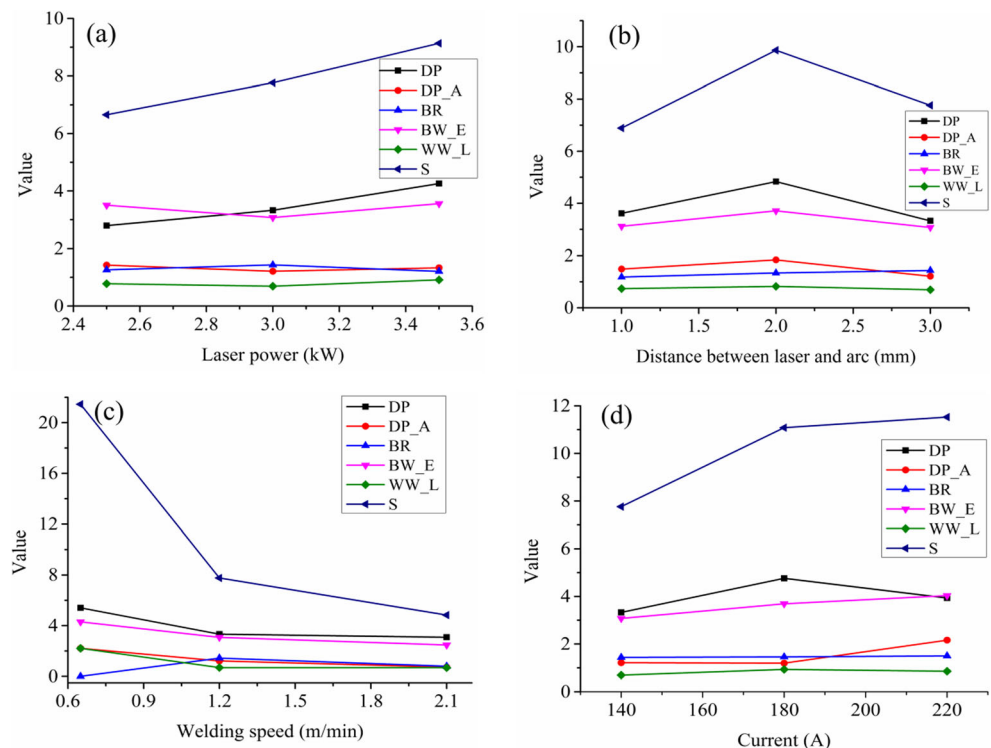 (a)
10
8
6
4
2
0
Value
DP
DP_A
BR
BW_E
WW_L
S
2.4 2.6 2.8 3.0 3.2 3.4 3.6
Laser power (kW)
(b)
10
8
6
4
2
0
Value
DP
DP_A
BR
BW_E
WW_L
S
1.0 1.5 2.0 2.5 3.0
Distance between laser and arc (mm)
(c)
20
16
12
8
4
0
Value
DP
DP_A
BR
BW_E
WW_L
S
0.6 0.9 1.2 1.5 1.8 2.1
Welding speed (m/min)
(d)
12
10
8
6
4
2
0
Value
DP
DP_A
BR
BW_E
WW_L
S
140 160 180 200 220
Current (A)